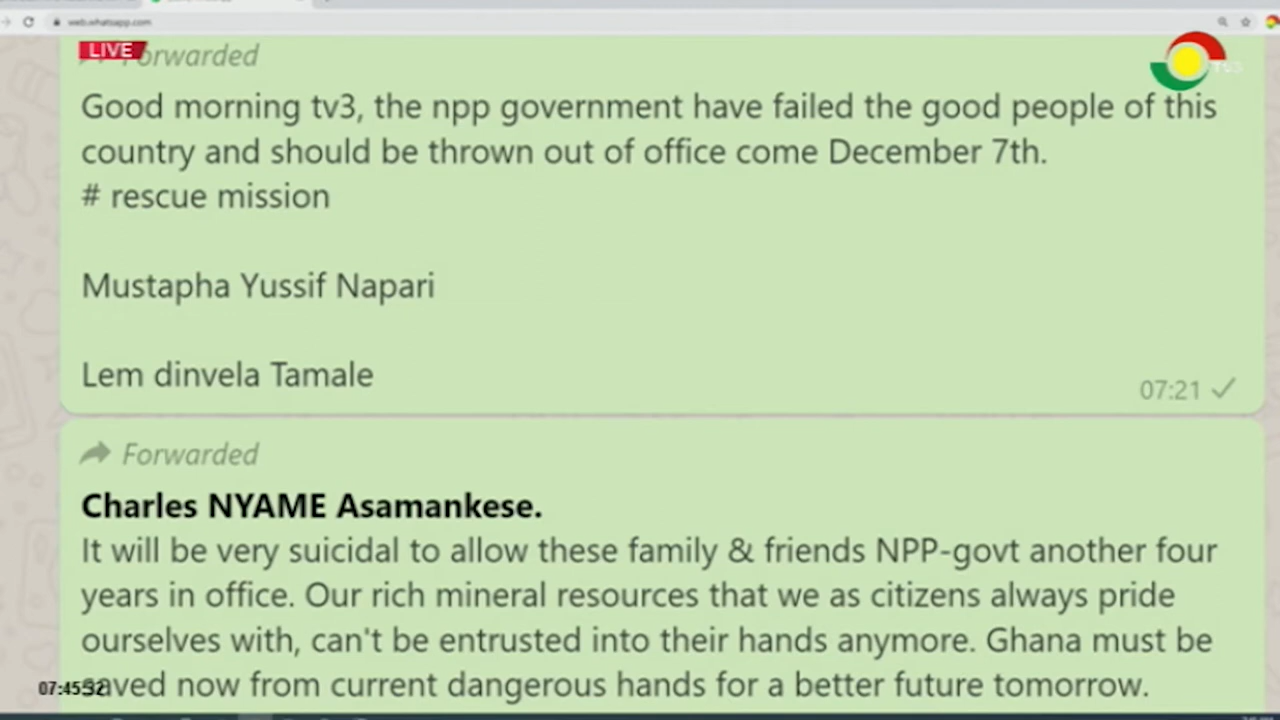 web.whatsapp.com
LIVE
Forwarded
TV3
Good morning tv3, the npp government have failed the good people of this
country and should be thrown out of office come December 7th.
# rescue mission
Mustapha Yussif Napari
Lem dinvela Tamale
07:21
Forwarded
Charles NYAME Asamankese.
It will be very suicidal to allow these family & friends NPP-govt another four
years in office. Our rich mineral resources that we as citizens always pride
ourselves with, can't be entrusted into their hands anymore. Ghana must be
saved now from current dangerous hands for a better future tomorrow.
07:45:32